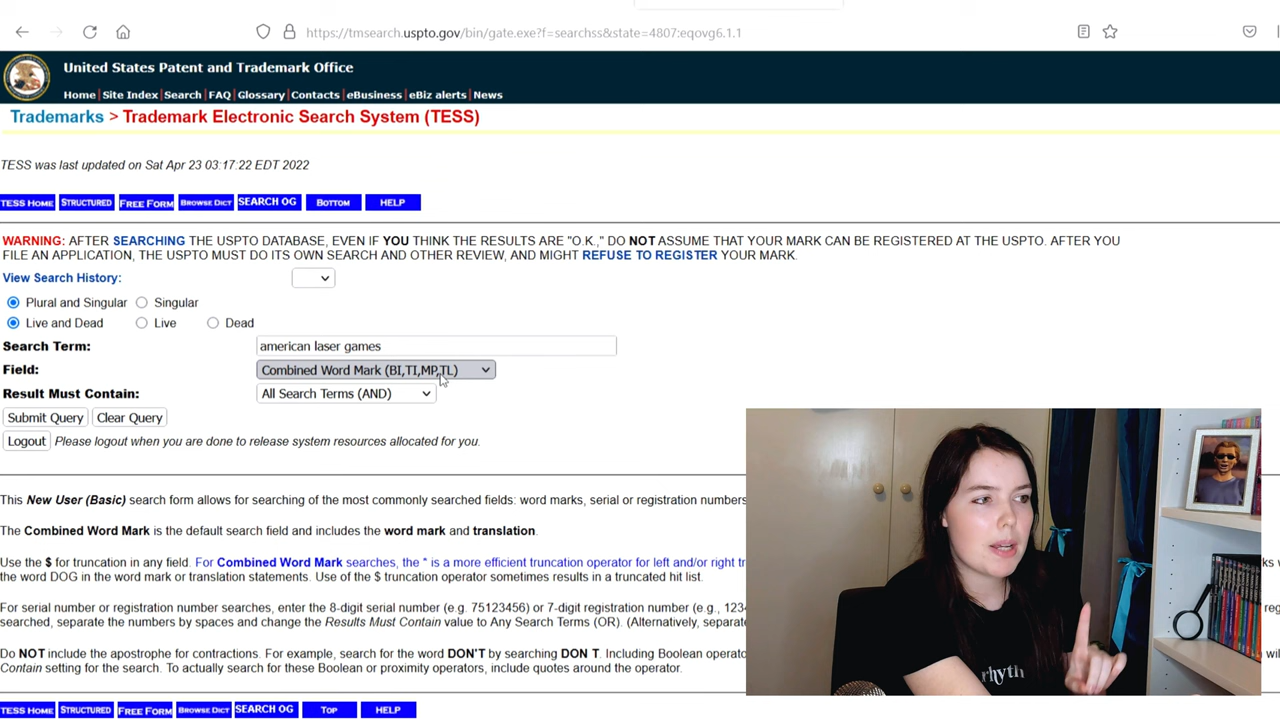 https://tmsearch.uspto.gov/bin/gate.exe?f=searchss&state=4807:eqovg6.1.1
United States Patent and Trademark Office
Home | Site Index | Search | FAQ | Glossary | Contacts | eBusiness | eBiz alerts | News
Trademarks > Trademark Electronic Search System (TESS)
TESS was last updated on Sat Apr 23 03:17:22 EDT 2022
TESS HOME STRUCTURED FREE FORM BROWSE DICT SEARCH OG BOTTOM HELP
WARNING: AFTER SEARCHING THE USPTO DATABASE, EVEN IF YOU THINK THE RESULTS ARE "O.K.," DO NOT ASSUME THAT YOUR MARK CAN BE REGISTERED AT THE USPTO. AFTER YOU
FILE AN APPLICATION, THE USPTO MUST DO ITS OWN SEARCH AND OTHER REVIEW, AND MIGHT REFUSE TO REGISTER YOUR MARK.
View Search History:
Plural and Singular Singular
Live and Dead Live Dead
Search Term: american laser games
Field: Combined Word Mark (BI,TI,MP,TL)
Result Must Contain: All Search Terms (AND)
Submit Query Clear Query
Logout Please logout when you are done to release system resources allocated for you.
This New User (Basic) search form allows for searching of the most commonly searched fields: word marks, serial or registration numbers
The Combined Word Mark is the default search field and includes the word mark and translation.
Use the $ for truncation in any field. For Combined Word Mark searches, the * is a more efficient truncation operator for left and/or right tr
the word DOG in the word mark or translation statements. Use of the $ truncation operator sometimes results in a truncated hit list.
For serial number or registration number searches, enter the 8-digit serial number (e.g. 75123456) or 7-digit registration number (e.g., 123
searched, separate the numbers by spaces and change the Results Must Contain value to Any Search Terms (OR). (Alternatively, separate
Do NOT include the apostrophe for contractions. For example, search for the word DON'T by searching DON T. Including Boolean operato
Contain setting for the search. To actually search for these Boolean or proximity operators, include quotes around the operator.
TESS HOME STRUCTURED FREE FORM BROWSE DICT SEARCH OG TOP HELP
rhyth